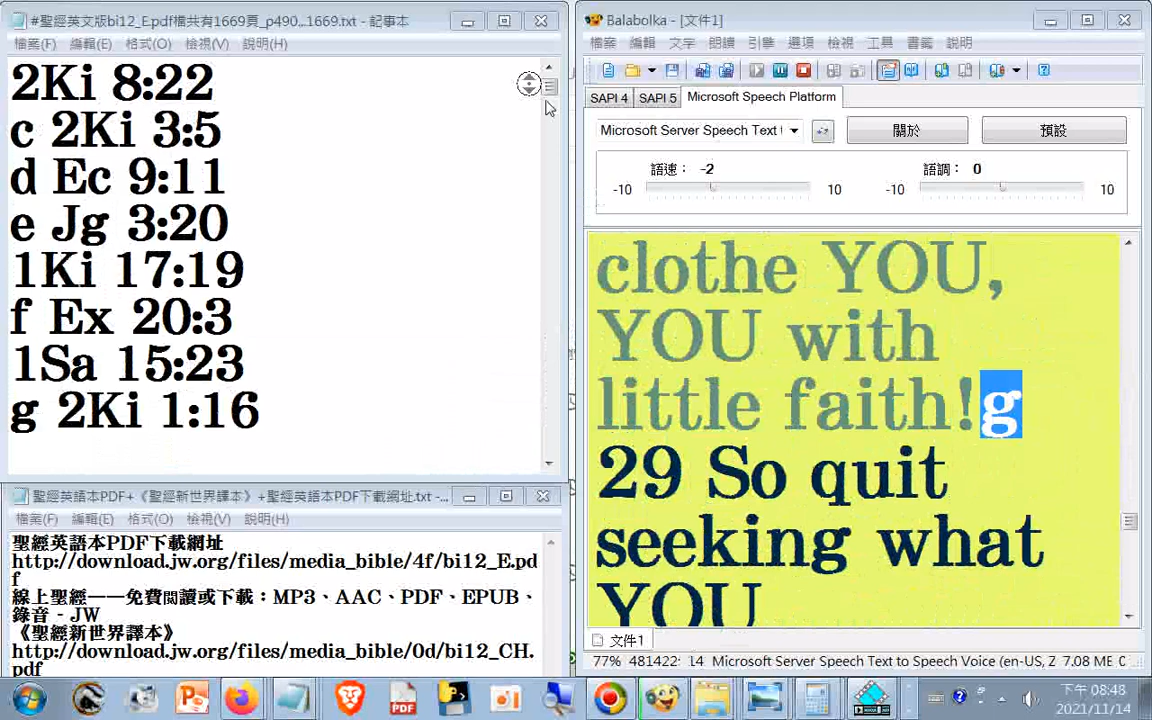 #聖經英文版bi12_E.pdf檔共有1669頁_p490,..1669.txt - 記事本
檔案(F) 編輯(E) 格式(O) 檢視(V) 說明(H)
2Ki 8:22
c 2Ki 3:5
d Ec 9:11
e Jg 3:20
1Ki 17:19
f Ex 20:3
1Sa 15:23
g 2Ki 1:16
聖經英語本PDF+《聖經新世界譯本》+聖經英語本PDF下載網址.txt -...
檔案(F) 編輯(E) 格式(O) 檢視(V) 說明(H)
聖經英語本PDF下載網址
http://download.jw.org/files/media_bible/4f/bi12_E.pd
f
線上聖經——免費閱讀或下載：MP3、AAC、PDF、EPUB、
錄音 - JW
《聖經新世界譯本》
http://download.jw.org/files/media_bible/0d/bi12_CH.
pdf
Balabolka - [文件1]
檔案 編輯 文字 朗讀 引擎 選項 檢視 工具 書籤 說明
SAPI 4 SAPI 5 Microsoft Speech Platform
Microsoft Server Speech Text 關於 預設
語速： -2 語調： 0
-10 10 -10 10
clothe YOU,
YOU with
little faith!g
29 So quit
seeking what
YOU
文件1
77% 481422: 14 Microsoft Server Speech Text to Speech Voice (en-US, Z 7.08 ME C
下午 08:48
2021/11/14